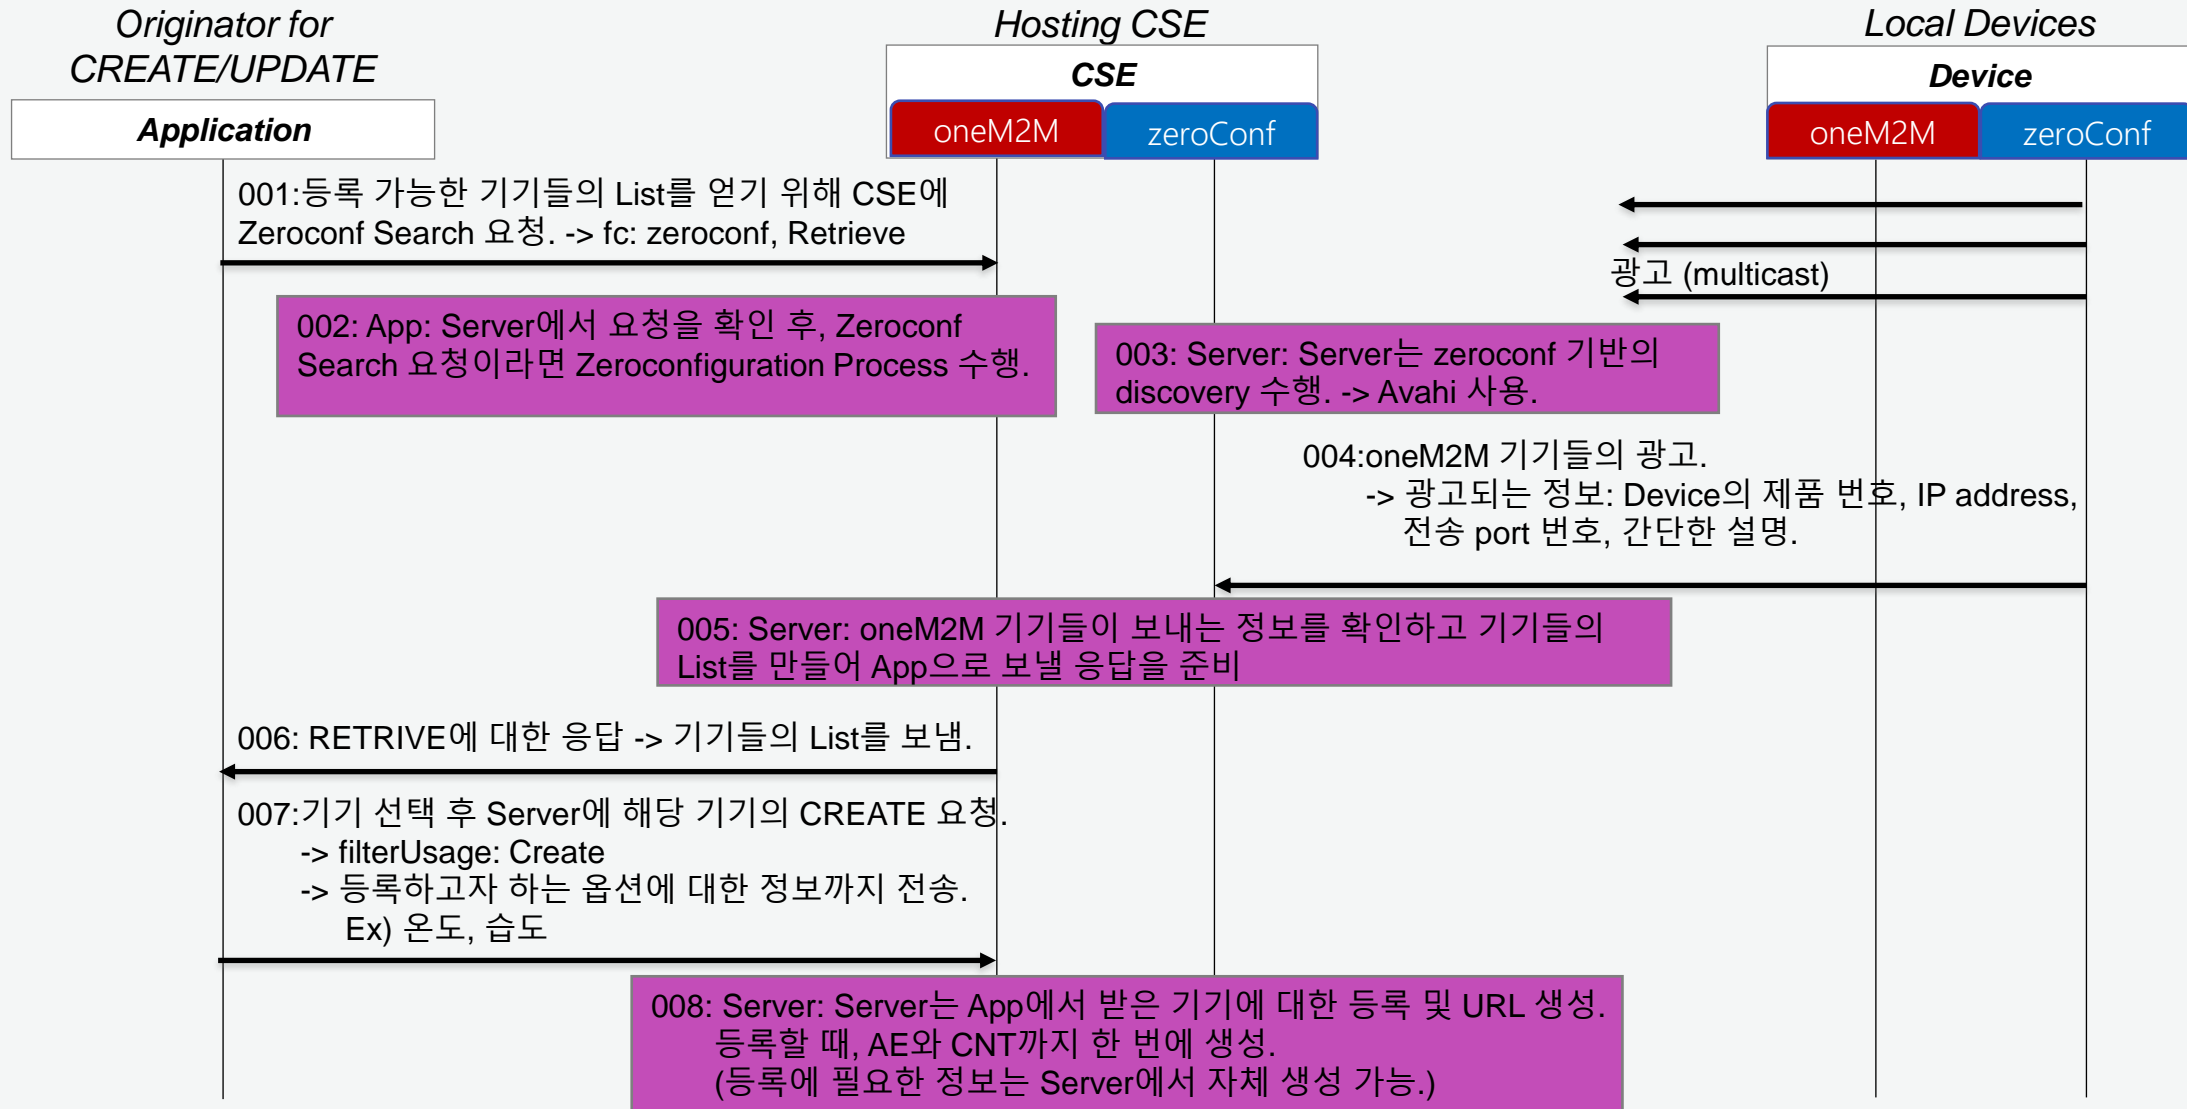 Originator for
CREATE/UPDATE
Hosting CSE
Local Devices
Application
CSE
Device
oneM2M
zeroConf
oneM2M
zeroConf
001:등록 가능한 기기들의 List를 얻기 위해 CSE에
Zeroconf Search 요청. -> fc: zeroconf, Retrieve
광고 (multicast)
002: App: Server에서 요청을 확인 후, Zeroconf
Search 요청이라면 Zeroconfiguration Process 수행.
003: Server: Server는 zeroconf 기반의
discovery 수행. -> Avahi 사용.
004:oneM2M 기기들의 광고.
-> 광고되는 정보: Device의 제품 번호, IP address,
전송 port 번호, 간단한 설명.
005: Server: oneM2M 기기들이 보내는 정보를 확인하고 기기들의
List를 만들어 App으로 보낼 응답을 준비
006: RETRIVE에 대한 응답 -> 기기들의 List를 보냄.
007:기기 선택 후 Server에 해당 기기의 CREATE 요청.
-> filterUsage: Create
-> 등록하고자 하는 옵션에 대한 정보까지 전송.
Ex) 온도, 습도
008: Server: Server는 App에서 받은 기기에 대한 등록 및 URL 생성.
등록할 때, AE와 CNT까지 한 번에 생성.
(등록에 필요한 정보는 Server에서 자체 생성 가능.)